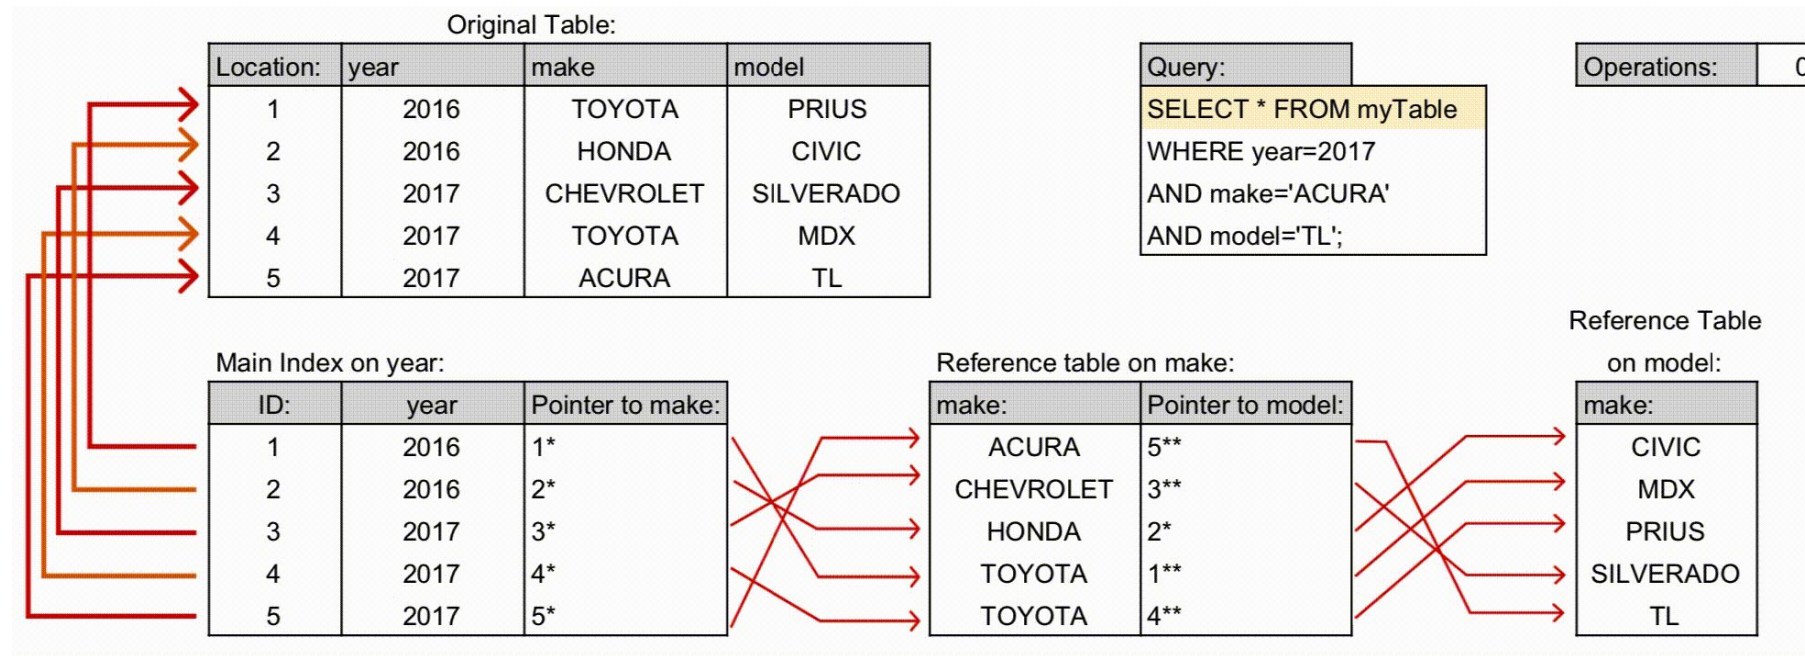 Original Table:
Location: year make model
1 2016 TOYOTA PRIUS
2 2016 HONDA CIVIC
3 2017 CHEVROLET SILVERADO
4 2017 TOYOTA MDX
5 2017 ACURA TL
Query:
SELECT * FROM myTable
WHERE year=2017
AND make='ACURA'
AND model='TL';
Operations: 0
Main Index on year:
ID: year Pointer to make:
1 2016 1*
2 2016 2*
3 2017 3*
4 2017 4*
5 2017 5*
Reference table on make:
make: Pointer to model:
ACURA 5**
CHEVROLET 3**
HONDA 2*
TOYOTA 1**
TOYOTA 4**
Reference Table
on model:
make:
CIVIC
MDX
PRIUS
SILVERADO
TL